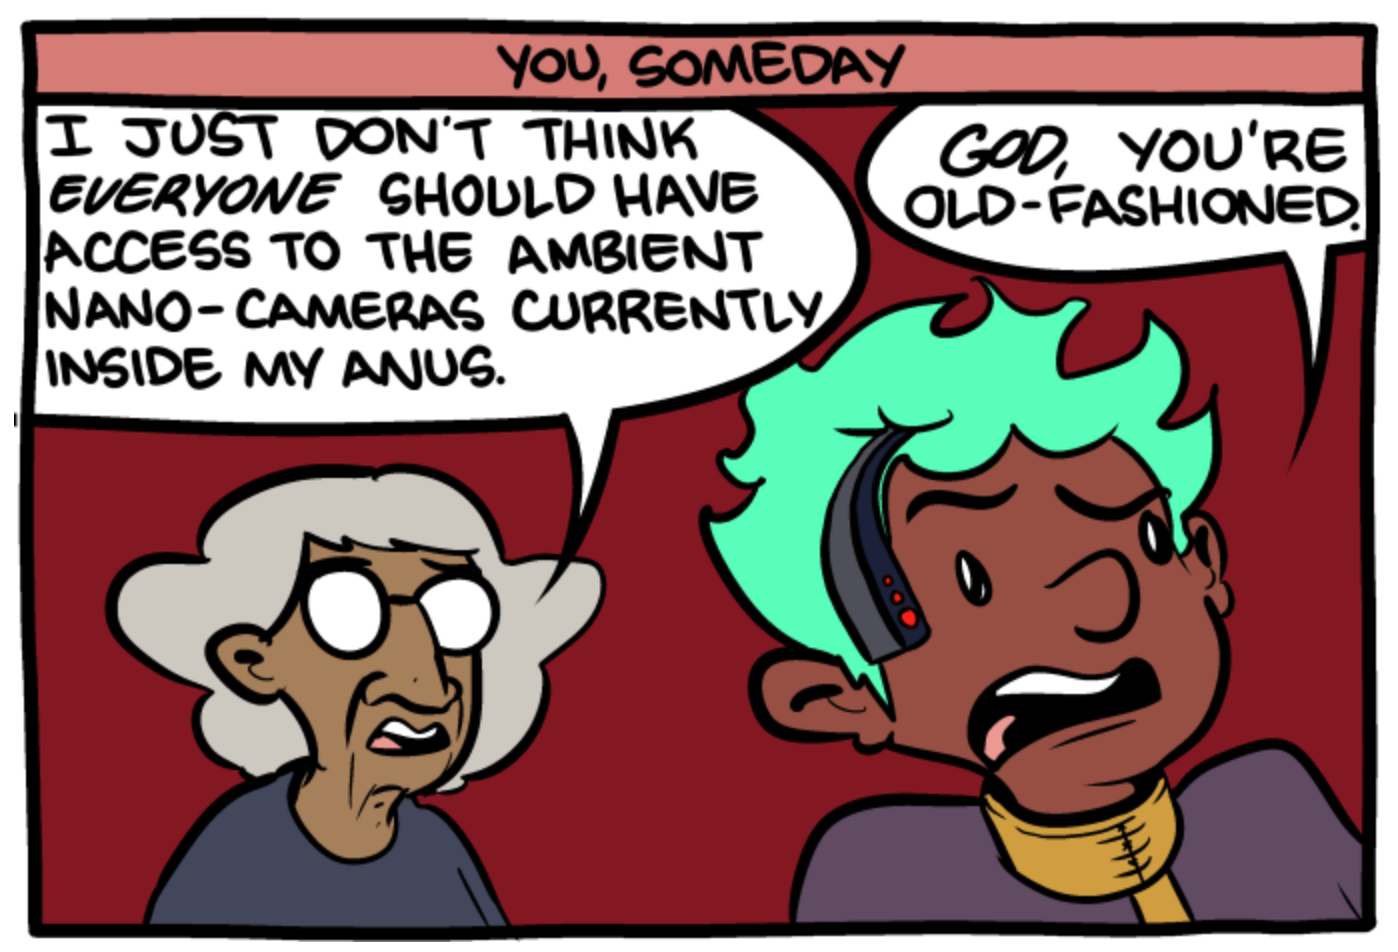 YOU, SOMEDAY
I JUST DON'T THINK
EVERYONE SHOULD HAVE
ACCESS TO THE AMBIENT
NANO-CAMERAS CURRENTLY
INSIDE MY ANUS.
GOD, YOU'RE
OLD-FASHIONED.